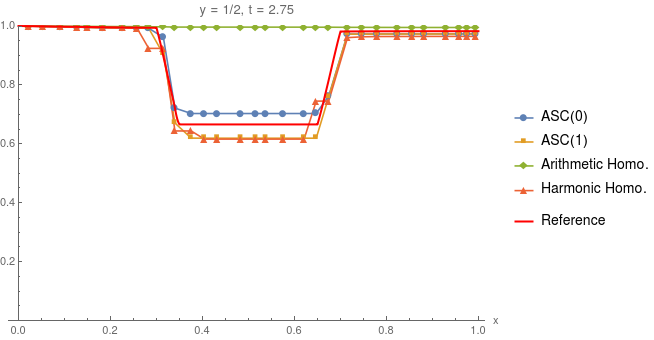 y = 1/2, t = 2.75
1.0
0.8
0.6
0.4
0.2
0.0 0.2 0.4 0.6 0.8 1.0 x
ASC(0)
ASC(1)
Arithmetic Homo.
Harmonic Homo.
Reference